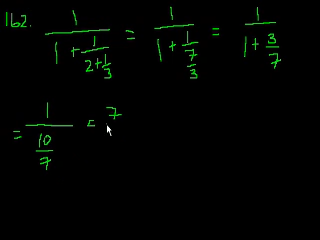 162. 1/(1 + 1/(2 + 1/3)) = 1/(1 + 1/(7/3)) = 1/(1 + 3/7)
= 1/(10/7) = 7